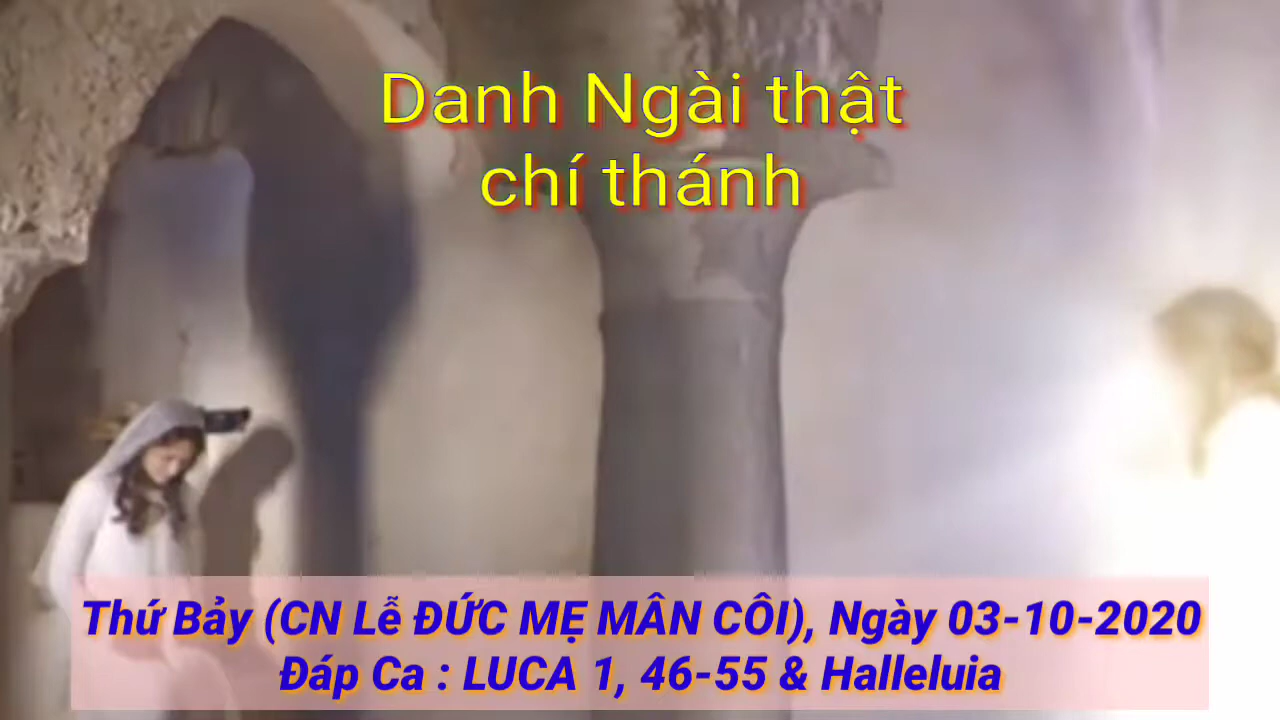 Danh Ngài thật
chí thánh
Thứ Bảy (CN Lễ ĐỨC MẸ MÂN CÔI), Ngày 03-10-2020
Đáp Ca : LUCA 1, 46-55 & Halleluia